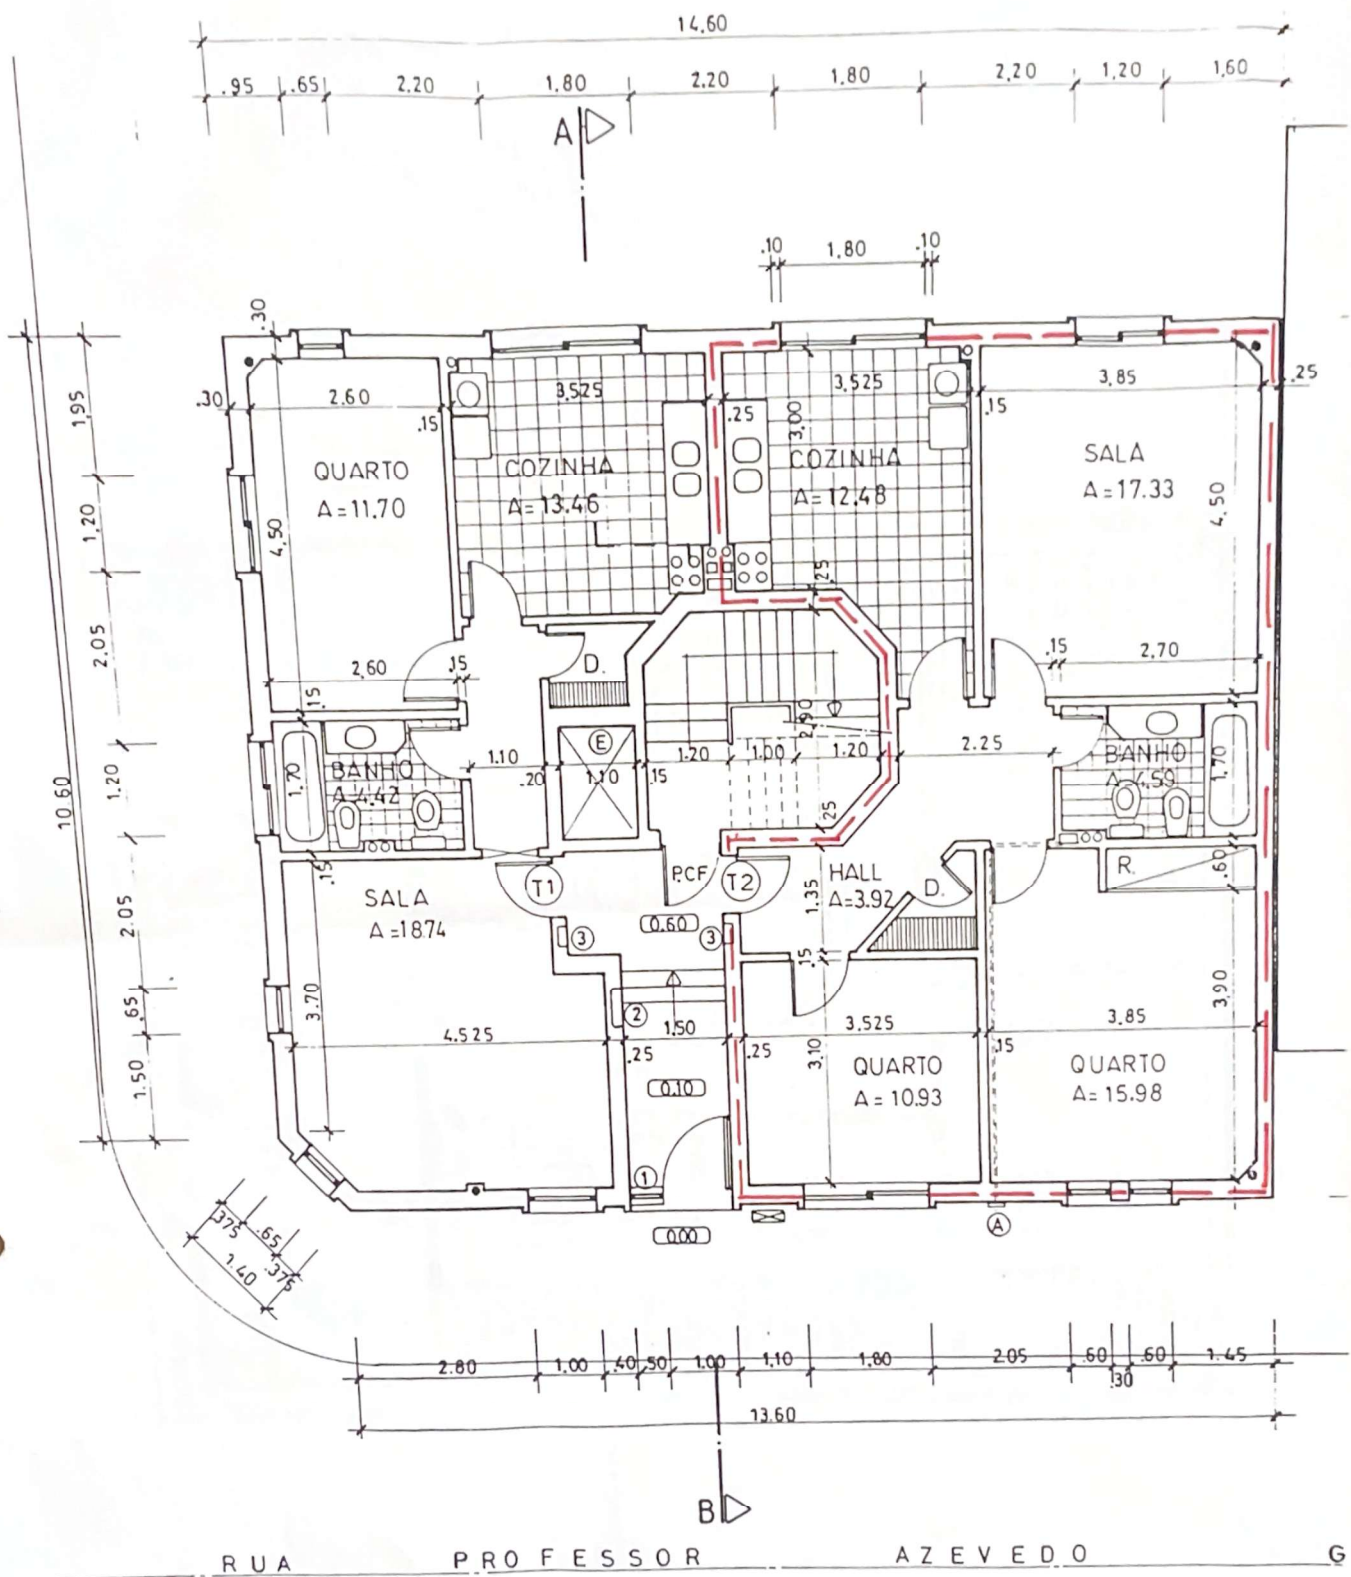 14.60
.95 .65 2.20 1.80 2.20 1.80 2,20 1,20 1,60
A
.10 1,80 .10
.30
.30 2.60 .15 3,525 .25 3,525 .15 3,85 .25
1,95
3,00
QUARTO
A=11.70
COZINHA
A=13.46
COZINHA
A=12,48
SALA
A=17.33
4,50
4,50
1,20
.25
2,05
2,60 .15
D.
.15 2,70
.15
2,90
E
1.10 .20 1.10 .15 1.20 1.00 1.20 2.25
BANHO
A=4.42
1,70
BANHO
A=4.59
1,70
1,20
10.60
.25
.15
SALA
A=18.74
T1
P.CF
T2
HALL
A=3.92
1.35
D.
R.
.60
2.05
0.60
3
3
.15
3.70
.65
2
3,90
4.525 .25 1,50 .25 3,525 .15 3,85
3,10
QUARTO
A=10.93
QUARTO
A=15.98
1.50
0.10
1
A
0.00
.375 .65 .375
1.40
2.80 1,00 .40 .50 1,00 1,10 1,80 2.05 .60 .30 .60 1.45
13.60
B
RUA PROFESSOR AZEVEDO G